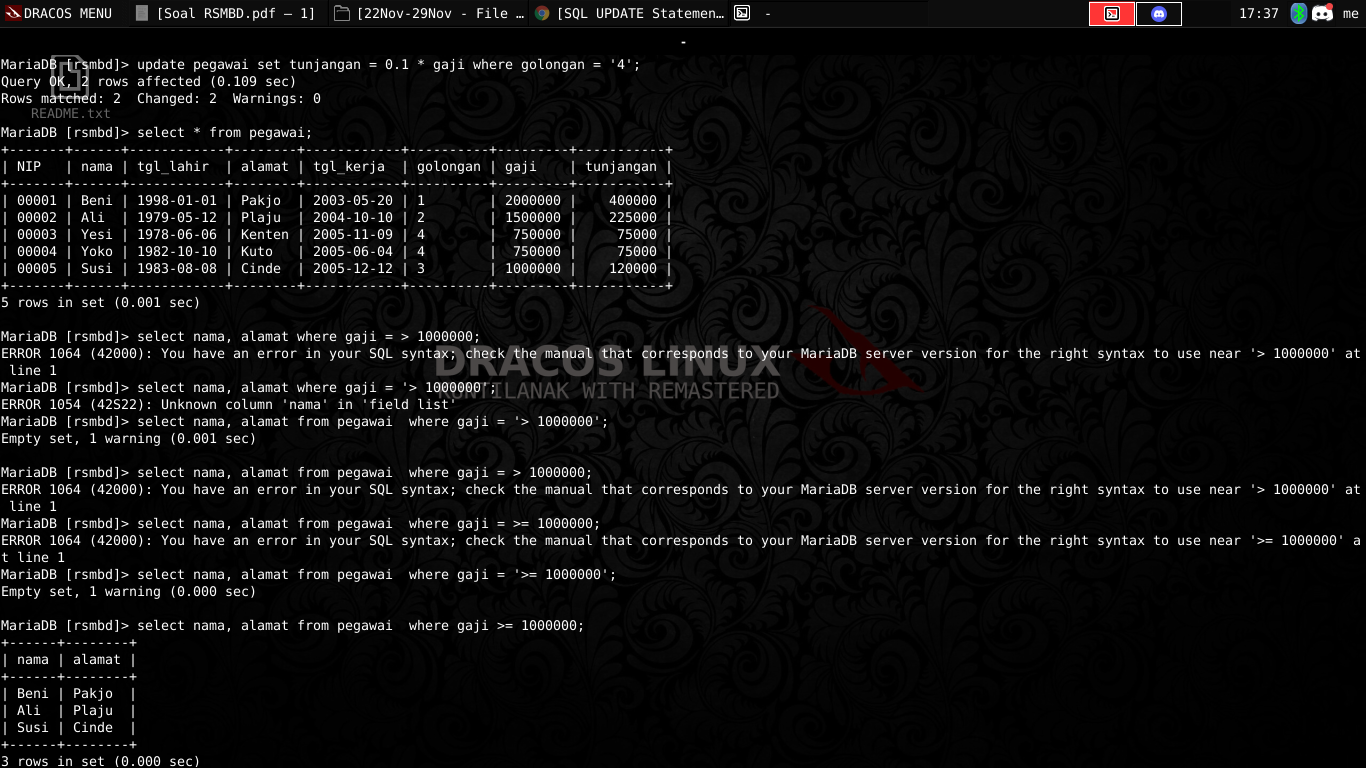 DRACOS MENU [Soal RSMBD.pdf — 1] [22Nov-29Nov - File ... [SQL UPDATE Statemen... - 17:37 me
-
MariaDB [rsmbd]> update pegawai set tunjangan = 0.1 * gaji where golongan = '4';
Query OK, 2 rows affected (0.109 sec)
Rows matched: 2  Changed: 2  Warnings: 0
README.txt
MariaDB [rsmbd]> select * from pegawai;
+-------+------+------------+--------+------------+----------+---------+-----------+
| NIP   | nama | tgl_lahir  | alamat | tgl_kerja  | golongan | gaji    | tunjangan |
+-------+------+------------+--------+------------+----------+---------+-----------+
| 00001 | Beni | 1998-01-01 | Pakjo  | 2003-05-20 | 1        | 2000000 |    400000 |
| 00002 | Ali  | 1979-05-12 | Plaju  | 2004-10-10 | 2        | 1500000 |    225000 |
| 00003 | Yesi | 1978-06-06 | Kenten | 2005-11-09 | 4        |  750000 |     75000 |
| 00004 | Yoko | 1982-10-10 | Kuto   | 2005-06-04 | 4        |  750000 |     75000 |
| 00005 | Susi | 1983-08-08 | Cinde  | 2005-12-12 | 3        | 1000000 |    120000 |
+-------+------+------------+--------+------------+----------+---------+-----------+
5 rows in set (0.001 sec)
MariaDB [rsmbd]> select nama, alamat where gaji = > 1000000;
ERROR 1064 (42000): You have an error in your SQL syntax; check the manual that corresponds to your MariaDB server version for the right syntax to use near '> 1000000' at
 line 1
DRACOS LINUX
MariaDB [rsmbd]> select nama, alamat where gaji = '> 1000000';
KUNTILANAK WITH REMASTERED
ERROR 1054 (42S22): Unknown column 'nama' in 'field list'
MariaDB [rsmbd]> select nama, alamat from pegawai  where gaji = '> 1000000';
Empty set, 1 warning (0.001 sec)
MariaDB [rsmbd]> select nama, alamat from pegawai  where gaji = > 1000000;
ERROR 1064 (42000): You have an error in your SQL syntax; check the manual that corresponds to your MariaDB server version for the right syntax to use near '> 1000000' at
 line 1
MariaDB [rsmbd]> select nama, alamat from pegawai  where gaji = >= 1000000;
ERROR 1064 (42000): You have an error in your SQL syntax; check the manual that corresponds to your MariaDB server version for the right syntax to use near '>= 1000000' a
t line 1
MariaDB [rsmbd]> select nama, alamat from pegawai  where gaji = '>= 1000000';
Empty set, 1 warning (0.000 sec)
MariaDB [rsmbd]> select nama, alamat from pegawai  where gaji >= 1000000;
+------+--------+
| nama | alamat |
+------+--------+
| Beni | Pakjo  |
| Ali  | Plaju  |
| Susi | Cinde  |
+------+--------+
3 rows in set (0.000 sec)